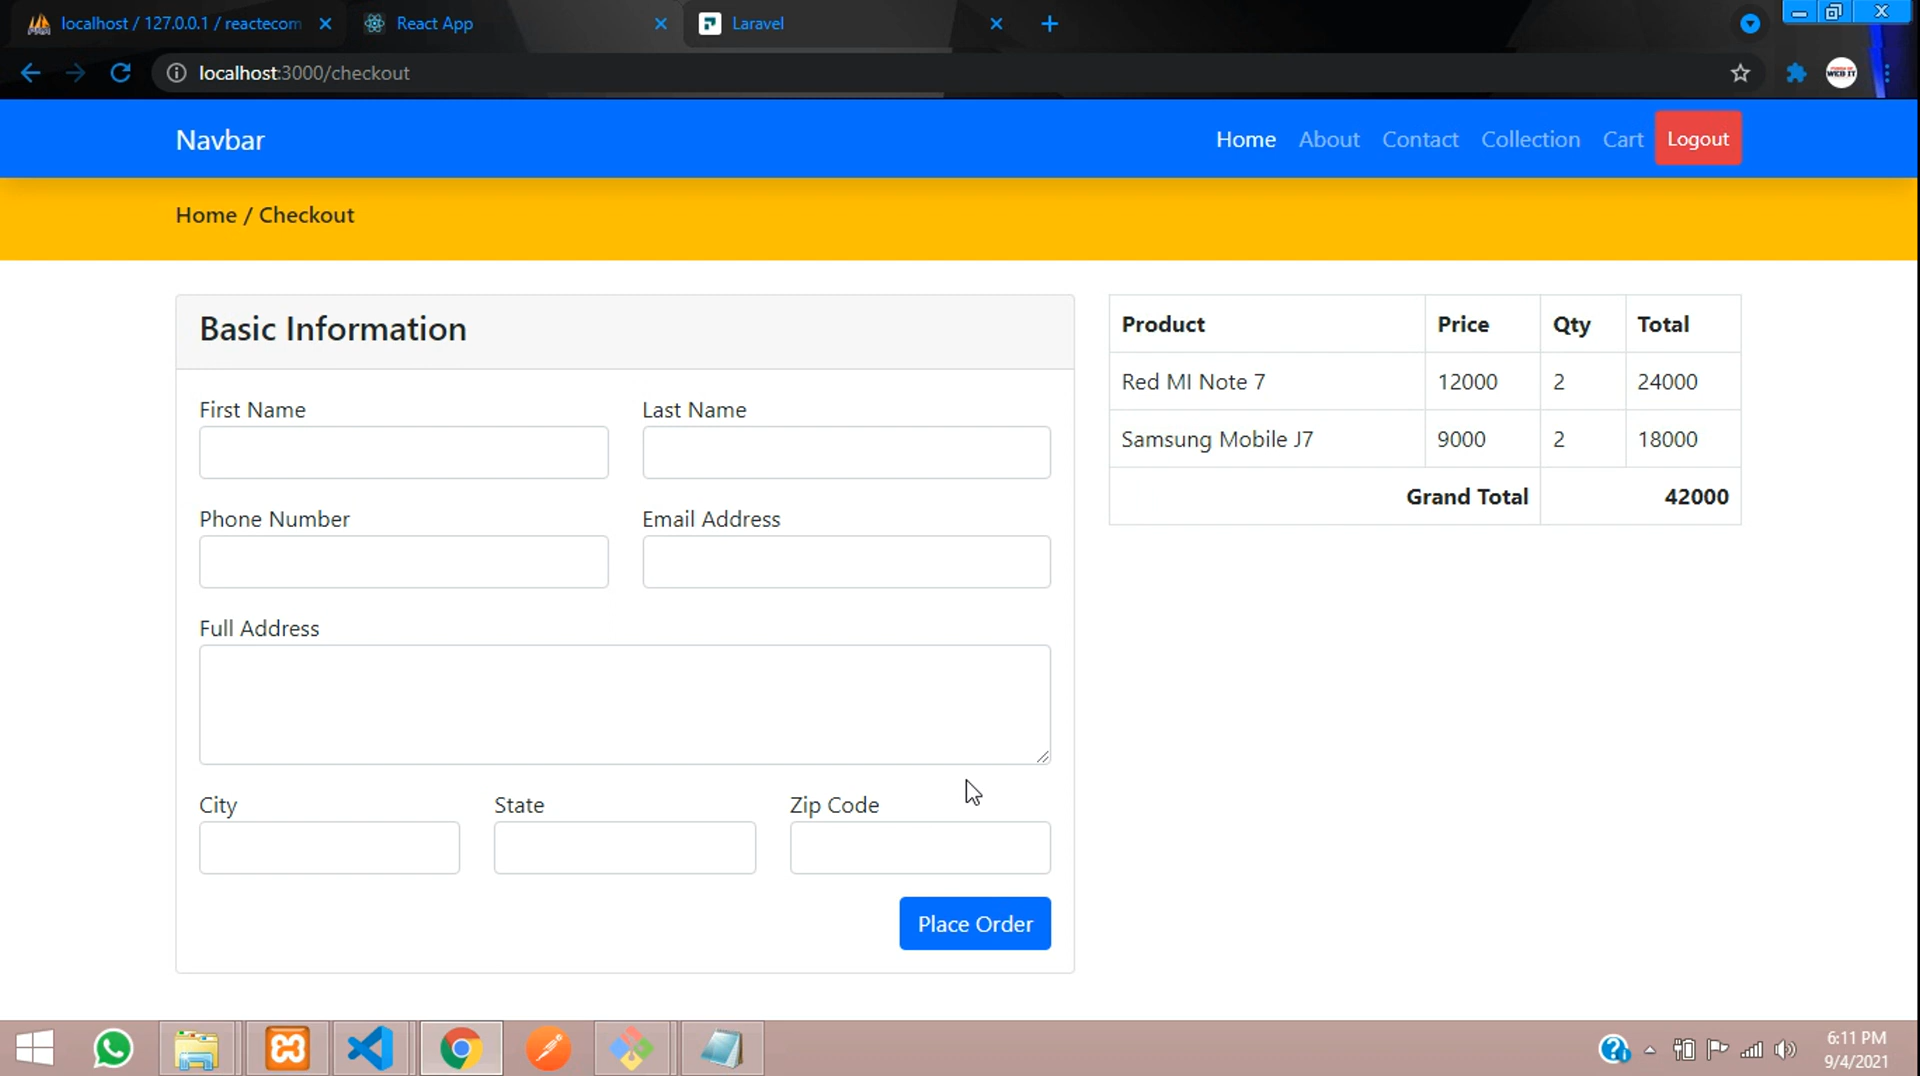 localhost / 127.0.0.1 / reactecom
React App
Laravel
localhost:3000/checkout
WEB IT
Navbar
Home About Contact Collection Cart Logout
Home / Checkout
Basic Information
First Name Last Name
Phone Number Email Address
Full Address
City State Zip Code
Place Order
Product Price Qty Total
Red MI Note 7 12000 2 24000
Samsung Mobile J7 9000 2 18000
Grand Total 42000
6:11 PM
9/4/2021